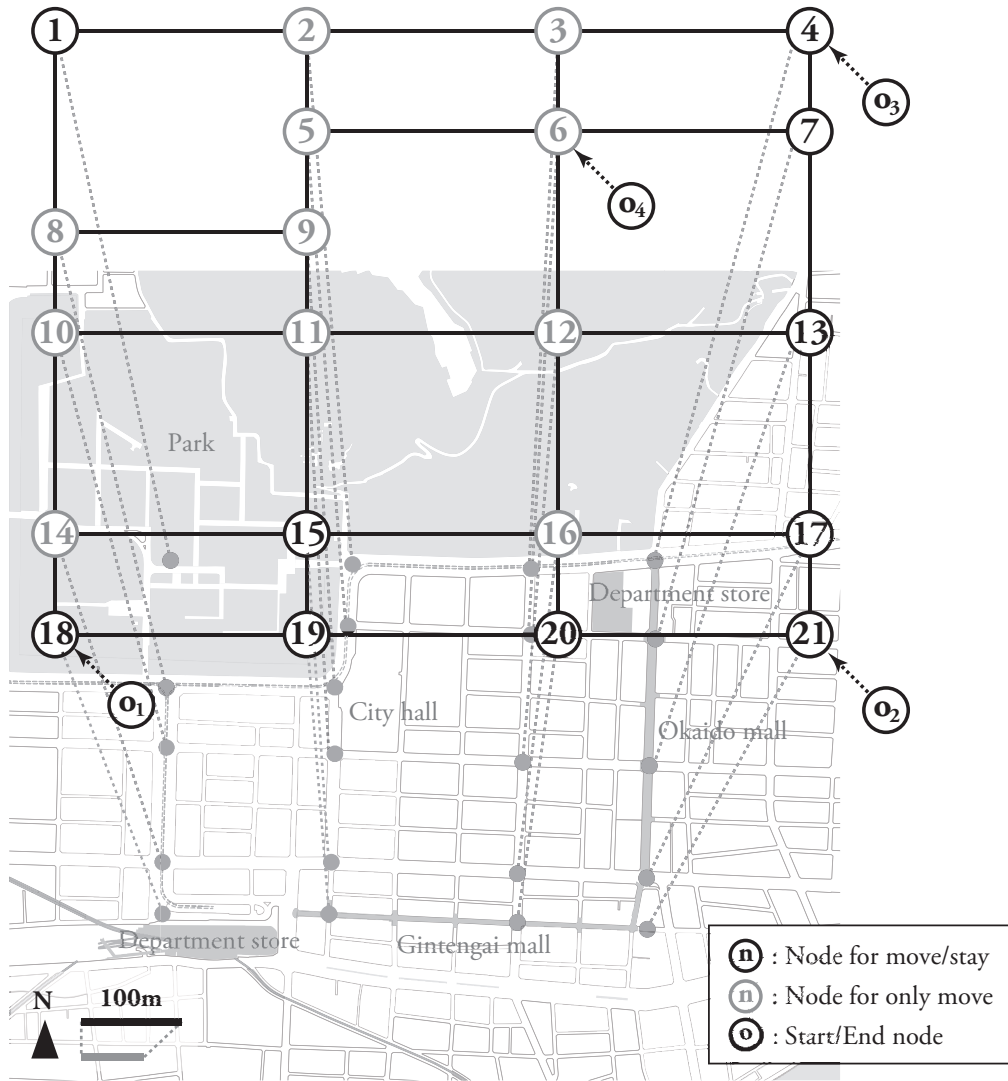 1 2 3 4
o3
5 6 7
o4
8 9
10 11 12 13
Park
14 15 16 17
Department store
18 19 20 21
o1
City hall
o2
Okaido mall
Department store
Gintengai mall
N 100m
n : Node for move/stay
n : Node for only move
o : Start/End node